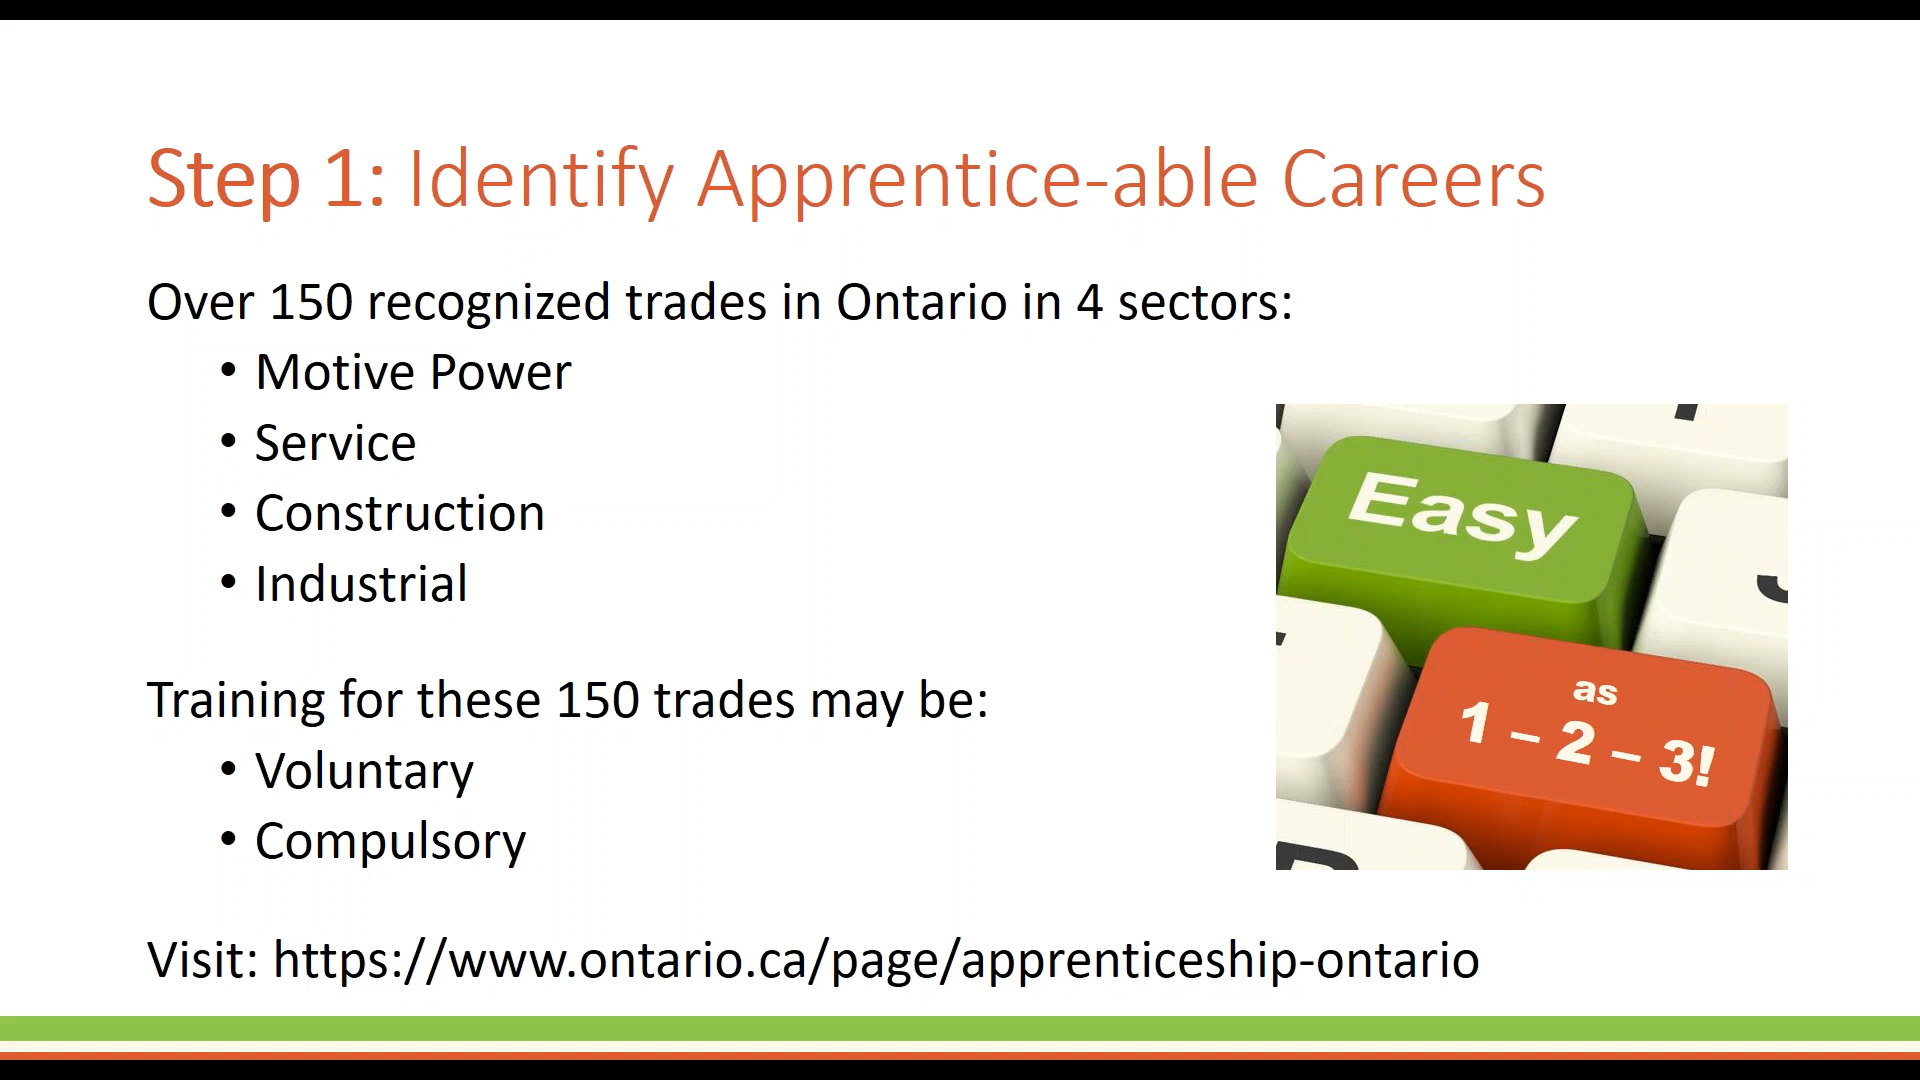 Step 1: Identify Apprentice-able Careers
Over 150 recognized trades in Ontario in 4 sectors:
• Motive Power
• Service
• Construction
• Industrial
Training for these 150 trades may be:
• Voluntary
• Compulsory
Visit: https://www.ontario.ca/page/apprenticeship-ontario
Easy
as
1 – 2 – 3!